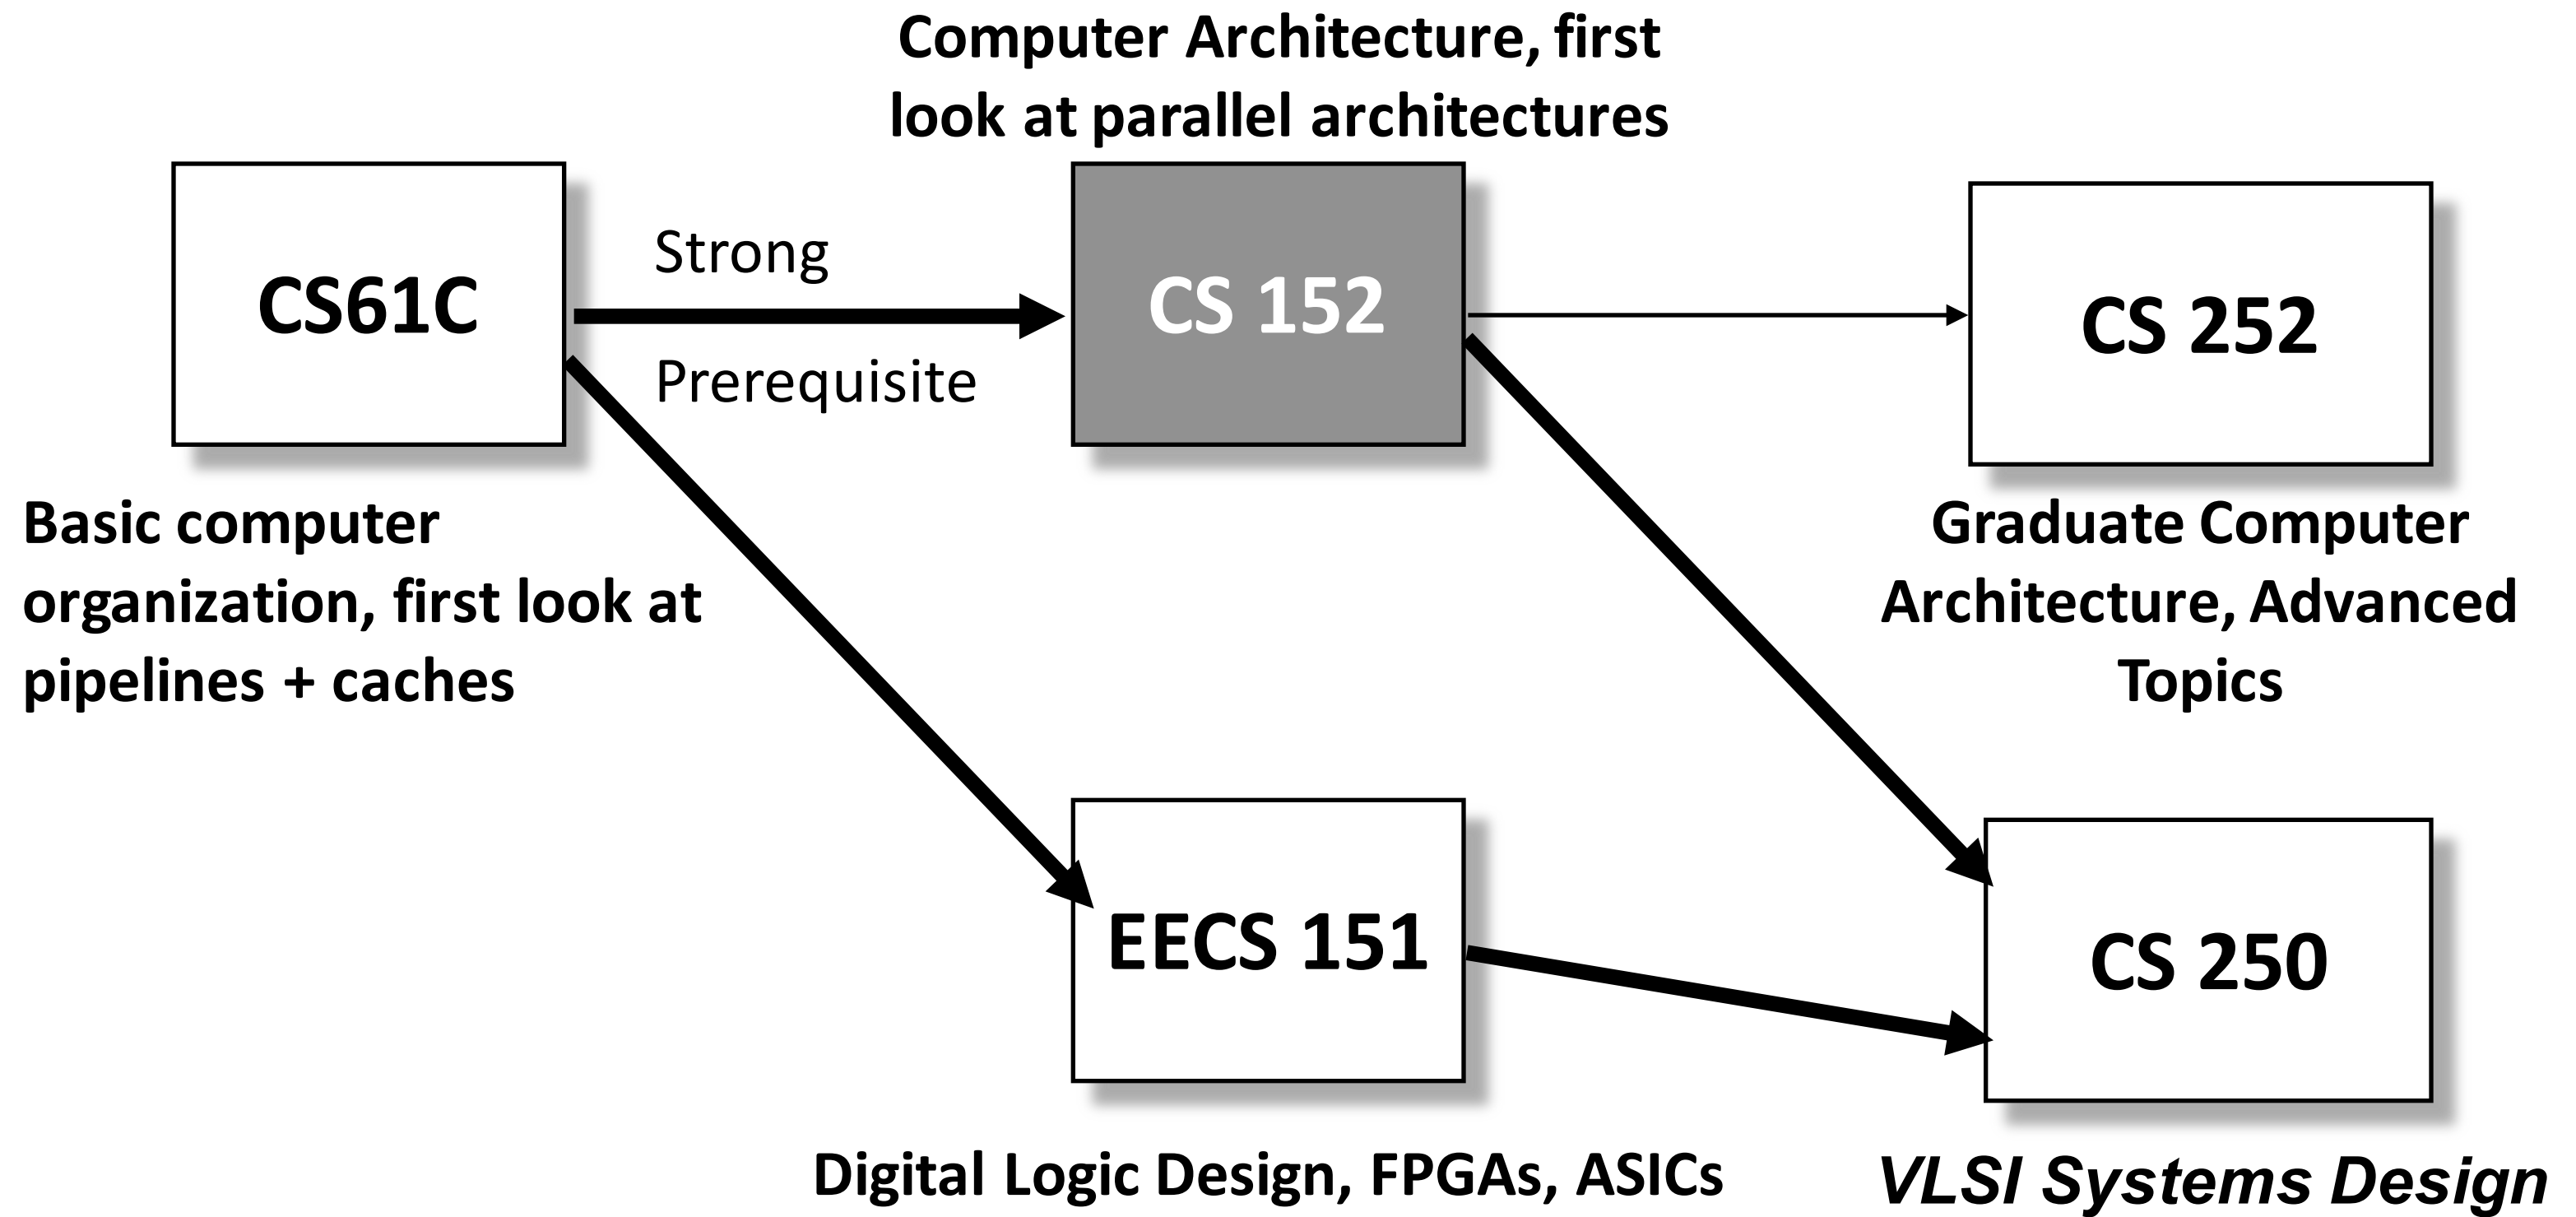 Computer Architecture, first
look at parallel architectures
CS61C
Strong
Prerequisite
CS 152
CS 252
Basic computer
organization, first look at
pipelines + caches
Graduate Computer
Architecture, Advanced
Topics
EECS 151
CS 250
Digital Logic Design, FPGAs, ASICs
VLSI Systems Design